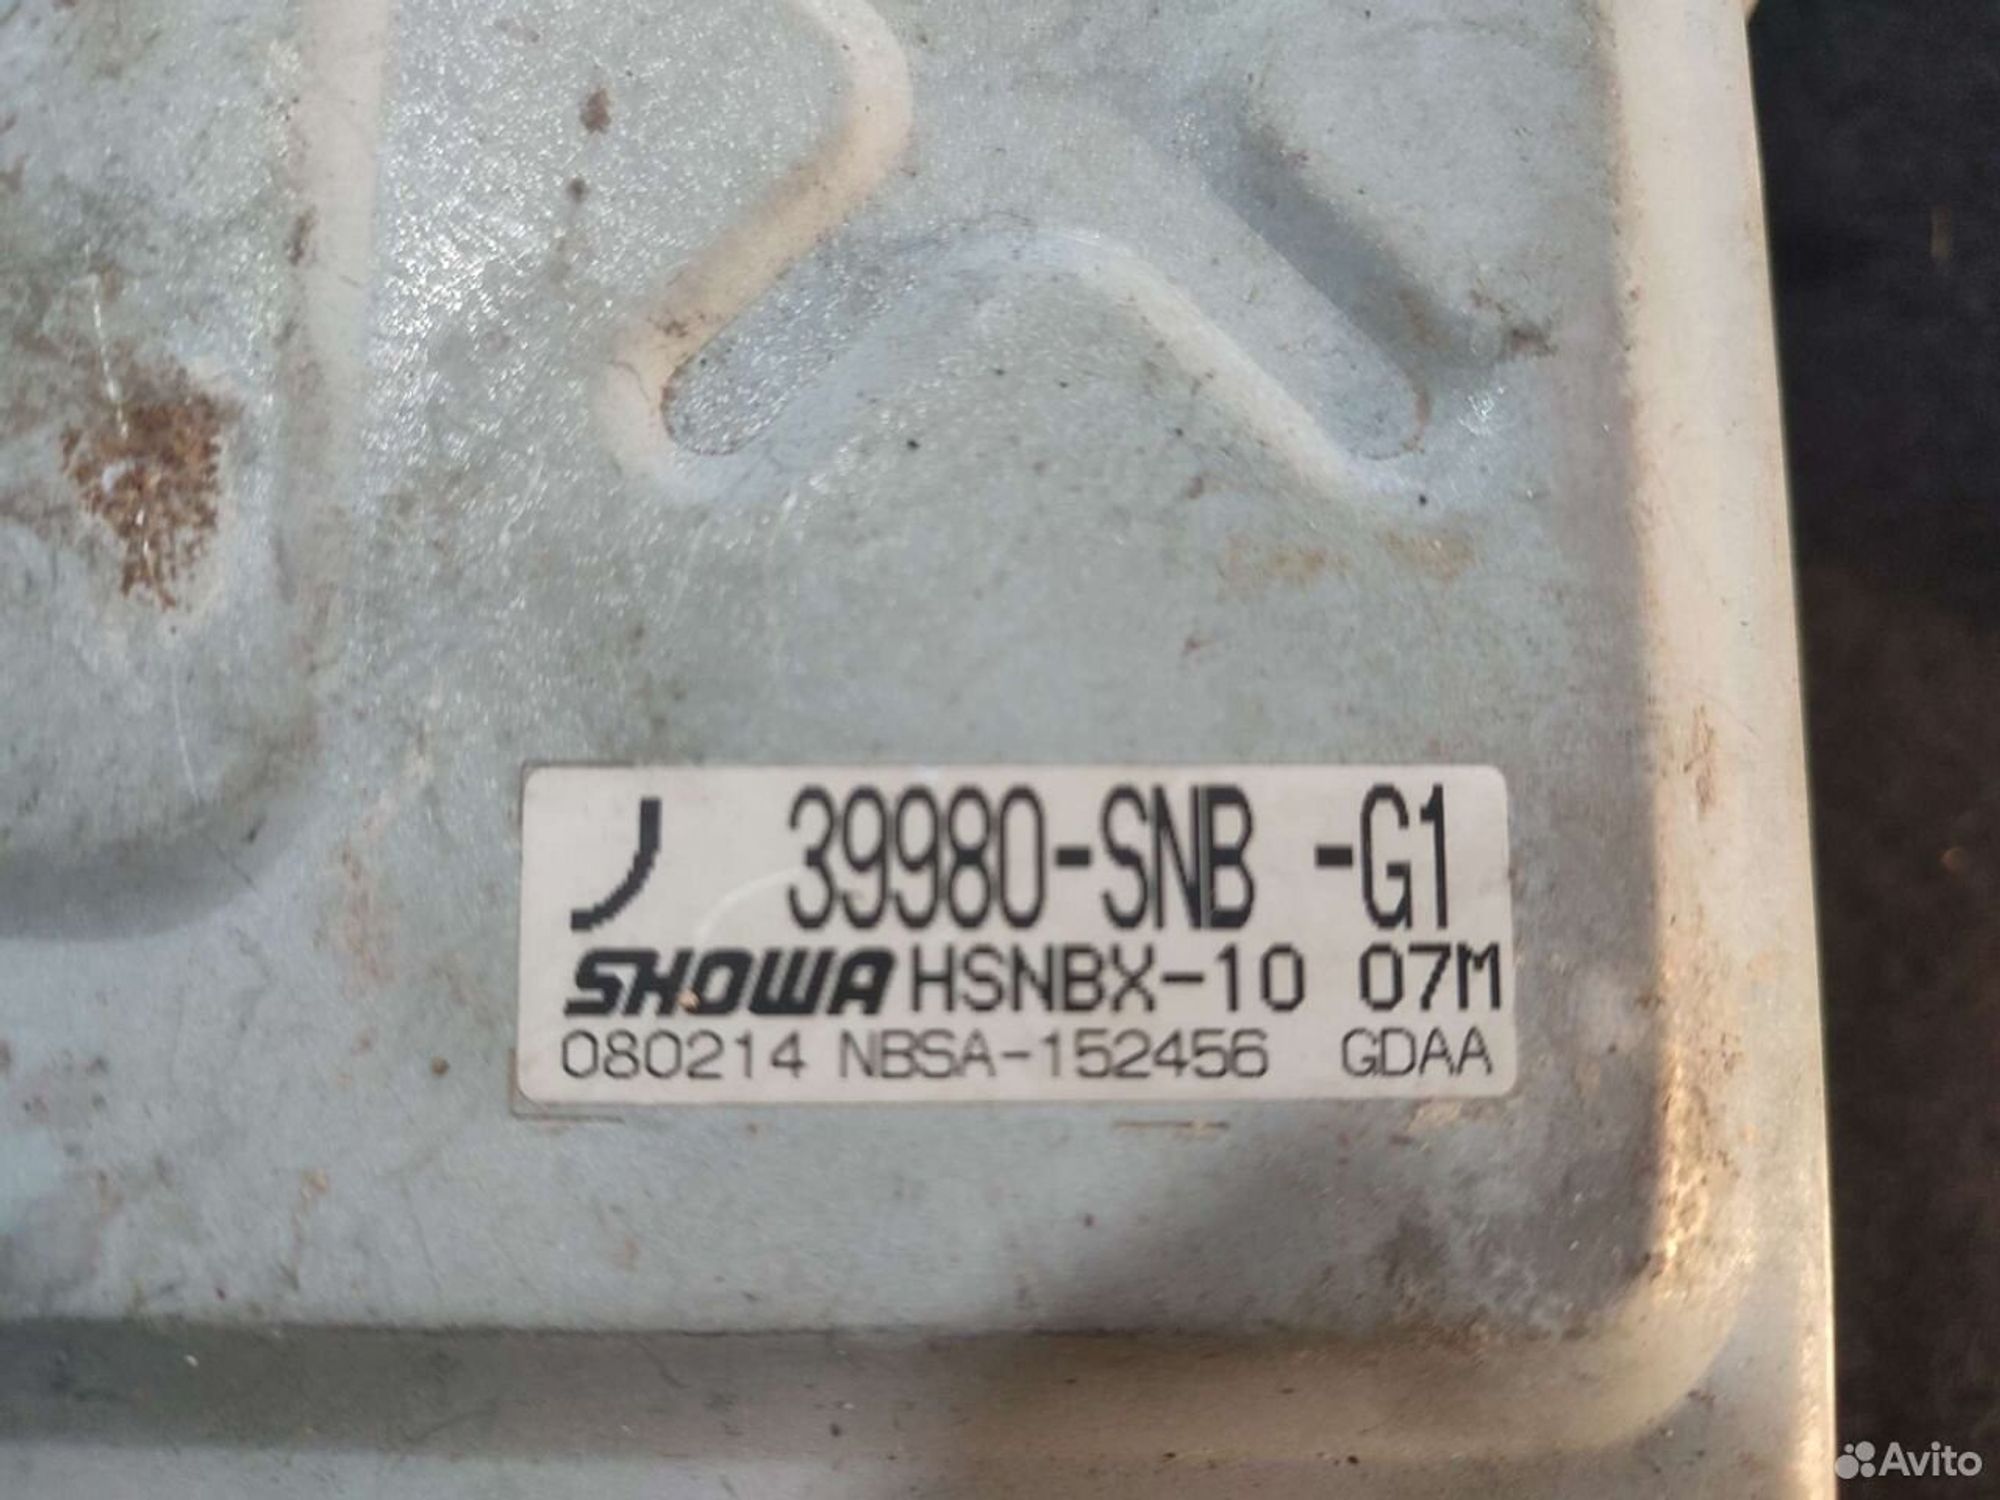 39980-SNB -G1
SHOWA HSNBX-10 07M
080214 NBSA-152456 GDAA
Avito